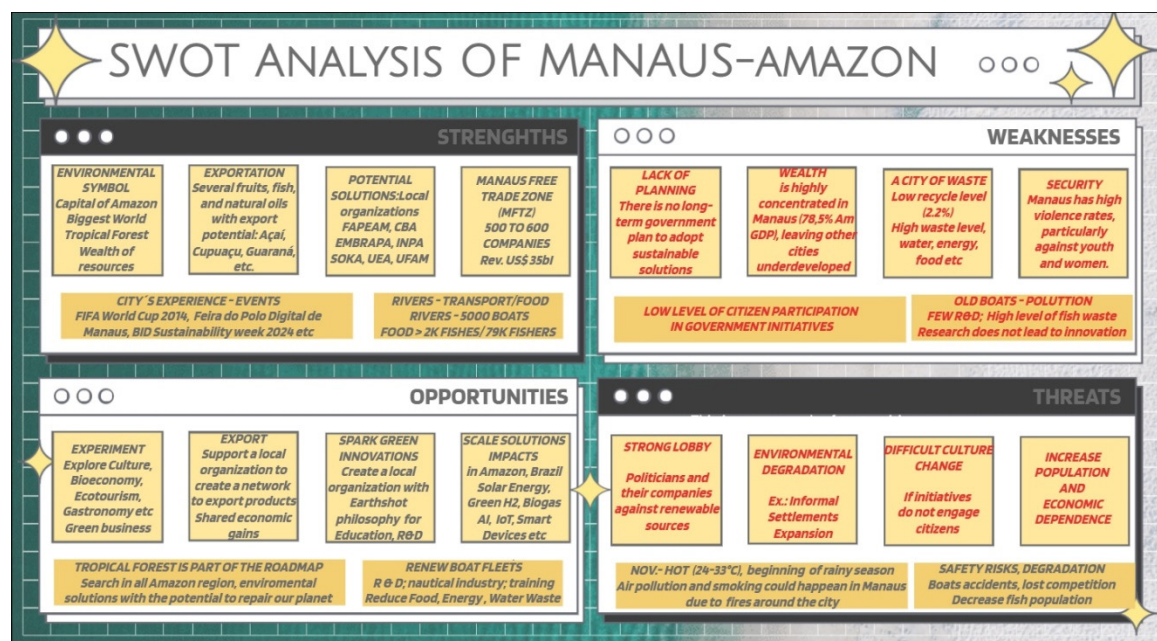 SWOT ANALYSIS OF MANAUS-AMAZON
STRENGHTHS
ENVIRONMENTAL
SYMBOL
Capital of Amazon
Biggest World
Tropical Forest
Wealth of
resources
EXPORTATION
Several fruits, fish,
and natural oils
with export
potential: Açaí,
Cupuaçu, Guaraná,
etc.
POTENTIAL
SOLUTIONS:Local
organizations
FAPEAM, CBA
EMBRAPA, INPA
SOKA, UEA, UFAM
MANAUS FREE
TRADE ZONE
(MFTZ)
500 TO 600
COMPANIES
Rev. US$ 35bl
CITY´S EXPERIENCE - EVENTS
FIFA World Cup 2014, Feira do Polo Digital de
Manaus, BID Sustainability week 2024 etc
RIVERS - TRANSPORT/FOOD
RIVERS - 5000 BOATS
FOOD > 2K FISHES/ 79K FISHERS
WEAKNESSES
LACK OF
PLANNING
There is no long-
term government
plan to adopt
sustainable
solutions
WEALTH
is highly
concentrated in
Manaus (78,5% Am
GDP), leaving other
cities
underdeveloped
A CITY OF WASTE
Low recycle level
(2.2%)
High waste level,
water, energy,
food etc
SECURITY
Manaus has high
violence rates,
particularly
against youth
and women.
LOW LEVEL OF CITIZEN PARTICIPATION
IN GOVERNMENT INITIATIVES
OLD BOATS - POLUTTION
FEW R&D; High level of fish waste
Research does not lead to innovation
OPPORTUNITIES
EXPERIMENT
Explore Culture,
Bioeconomy,
Ecotourism,
Gastronomy etc
Green business
EXPORT
Support a local
organization to
create a network
to export products
Shared economic
gains
SPARK GREEN
INNOVATIONS
Create a local
organization with
Earthshot
philosophy for
Education, R&D
SCALE SOLUTIONS
IMPACTS
in Amazon, Brazil
Solar Energy,
Green H2, Biogas
AI, IoT, Smart
Devices etc
TROPICAL FOREST IS PART OF THE ROADMAP
Search in all Amazon region, enviromental
solutions with the potential to repair our planet
RENEW BOAT FLEETS
R & D; nautical industry; training
Reduce Food, Energy , Water Waste
THREATS
STRONG LOBBY
Politicians and
their companies
against renewable
sources
ENVIRONMENTAL
DEGRADATION
Ex.: Informal
Settlements
Expansion
DIFFICULT CULTURE
CHANGE
If initiatives
do not engage
citizens
INCREASE
POPULATION
AND
ECONOMIC
DEPENDENCE
NOV.- HOT (24-33°C), beginning of rainy season
Air pollution and smoking could happean in Manaus
due to fires around the city
SAFETY RISKS, DEGRADATION
Boats accidents, lost competition
Decrease fish population